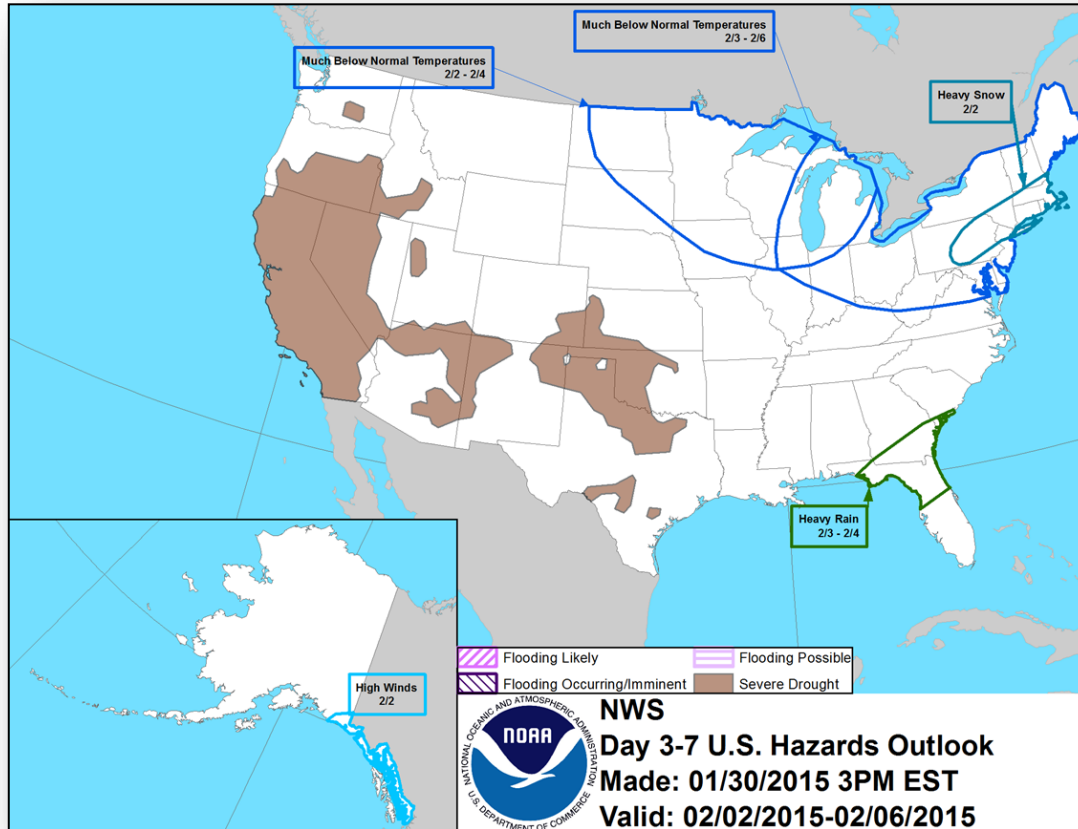 Much Below Normal Temperatures
2/3 - 2/6
Much Below Normal Temperatures
2/2 - 2/4
Heavy Snow
2/2
Heavy Rain
2/3 - 2/4
High Winds
2/2
Flooding Likely
Flooding Possible
Flooding Occurring/Imminent
Severe Drought
NATIONAL OCEANIC AND ATMOSPHERIC ADMINISTRATION
NOAA
U.S. DEPARTMENT OF COMMERCE
NWS
Day 3-7 U.S. Hazards Outlook
Made: 01/30/2015 3PM EST
Valid: 02/02/2015-02/06/2015